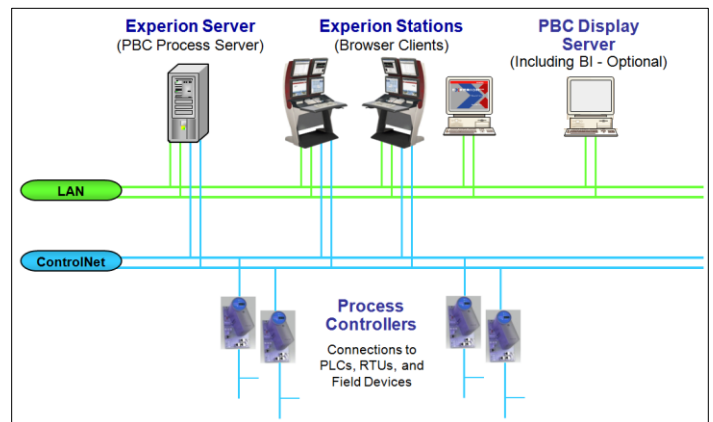 Experion Server
(PBC Process Server)
Experion Stations
(Browser Clients)
PBC Display
Server
(Including BI - Optional)
LAN
ControlNet
Process
Controllers
Connections to
PLCs, RTUs, and
Field Devices